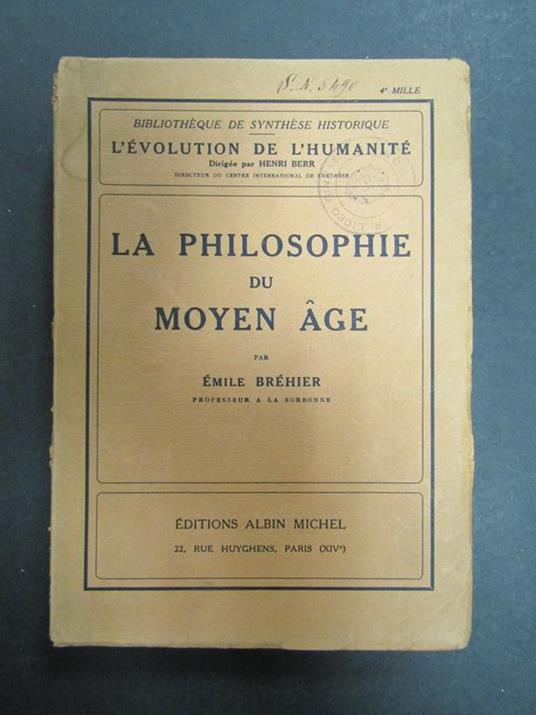 S. N. 5490
4e MILLE
BIBLIOTHÈQUE DE SYNTHÈSE HISTORIQUE
L'ÉVOLUTION DE L'HUMANITÉ
Dirigée par HENRI BERR
DIRECTEUR DU CENTRE INTERNATIONAL DE SYNTHÈSE
R. LICEO
LA PHILOSOPHIE
DU
MOYEN ÂGE
PAR
ÉMILE BRÉHIER
PROFESSEUR A LA SORBONNE
ÉDITIONS ALBIN MICHEL
22, RUE HUYGHENS, PARIS (XIVe)